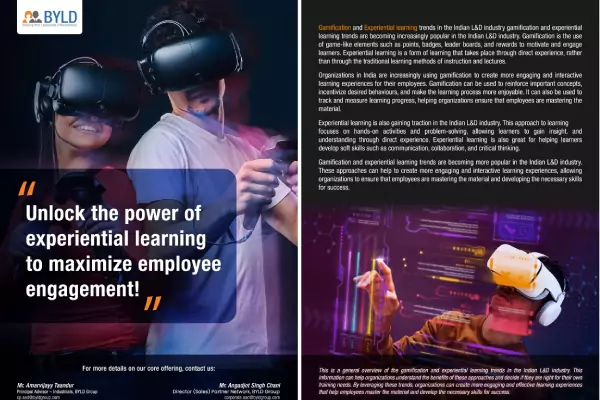 BYLD
Unlock the power of
experiential learning
to maximize employee
engagement!
For more details on our core offering, contact us:
Mr. Amarvijayy Taandur
Principal Advisor - Industrials, BYLD Group
Mr. Angadjot Singh Chani
Director (Sales) Partner Network, BYLD Group
Gamification and Experiential learning trends in the Indian L&D industry gamification and experiential
learning trends are becoming increasingly popular in the Indian L&D industry. Gamification is the use
of game-like elements such as points, badges, leader boards, and rewards to motivate and engage
learners. Experiential learning is a form of learning that takes place through direct experience, rather
than through the traditional learning methods of instruction and lectures.
Organizations in India are increasingly using gamification to create more engaging and interactive
learning experiences for their employees. Gamification can be used to reinforce important concepts,
incentivize desired behaviours, and make the learning process more enjoyable. It can also be used to
track and measure learning progress, helping organizations ensure that employees are mastering the
material.
Experiential learning is also gaining traction in the Indian L&D industry. This approach to learning
focuses on hands-on activities and problem-solving, allowing learners to gain insight, and
understanding through direct experience. Experiential learning is also great for helping learners
develop soft skills such as communication, collaboration, and critical thinking.
Gamification and experiential learning trends are becoming more popular in the Indian L&D industry.
These approaches can help to create more engaging and interactive learning experiences, allowing
organizations to ensure that employees are mastering the material and developing the necessary skills
for success.
This is a general overview of the gamification and experiential learning trends in the Indian L&D industry. This
information can help organizations understand the benefits of these approaches and decide if they are right for their own
training needs. By leveraging these trends, organizations can create more engaging and effective learning experiences
that help employees master the material and develop the necessary skills for success.